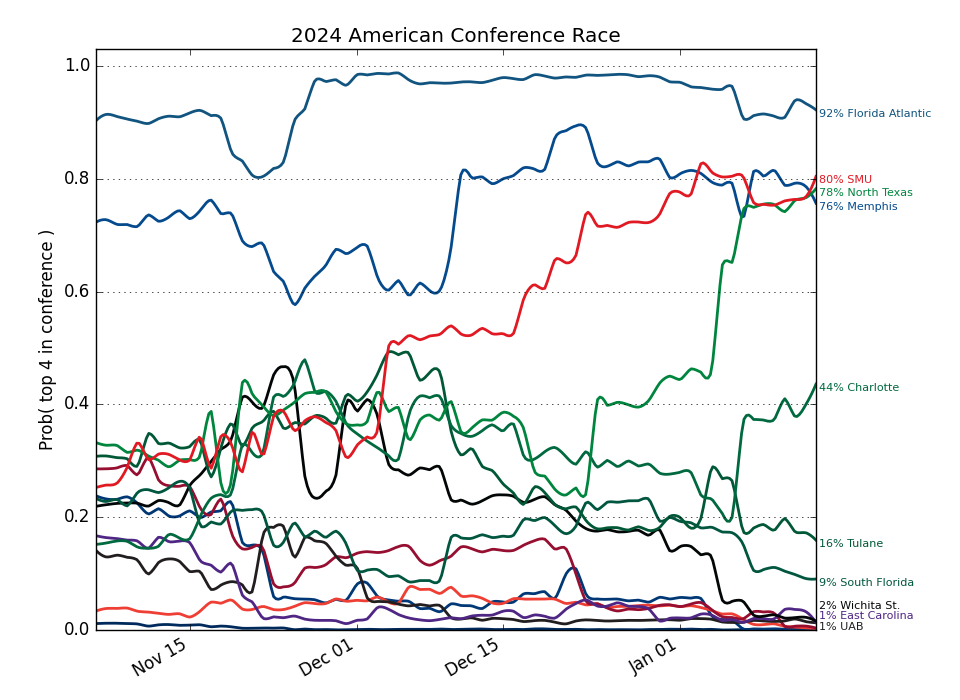 2024 American Conference Race
Prob( top 4 in conference )
1.0
0.8
0.6
0.4
0.2
0.0
Nov 15
Dec 01
Dec 15
Jan 01
92% Florida Atlantic
80% SMU
78% North Texas
76% Memphis
44% Charlotte
16% Tulane
9% South Florida
2% Wichita St.
1% East Carolina
1% UAB